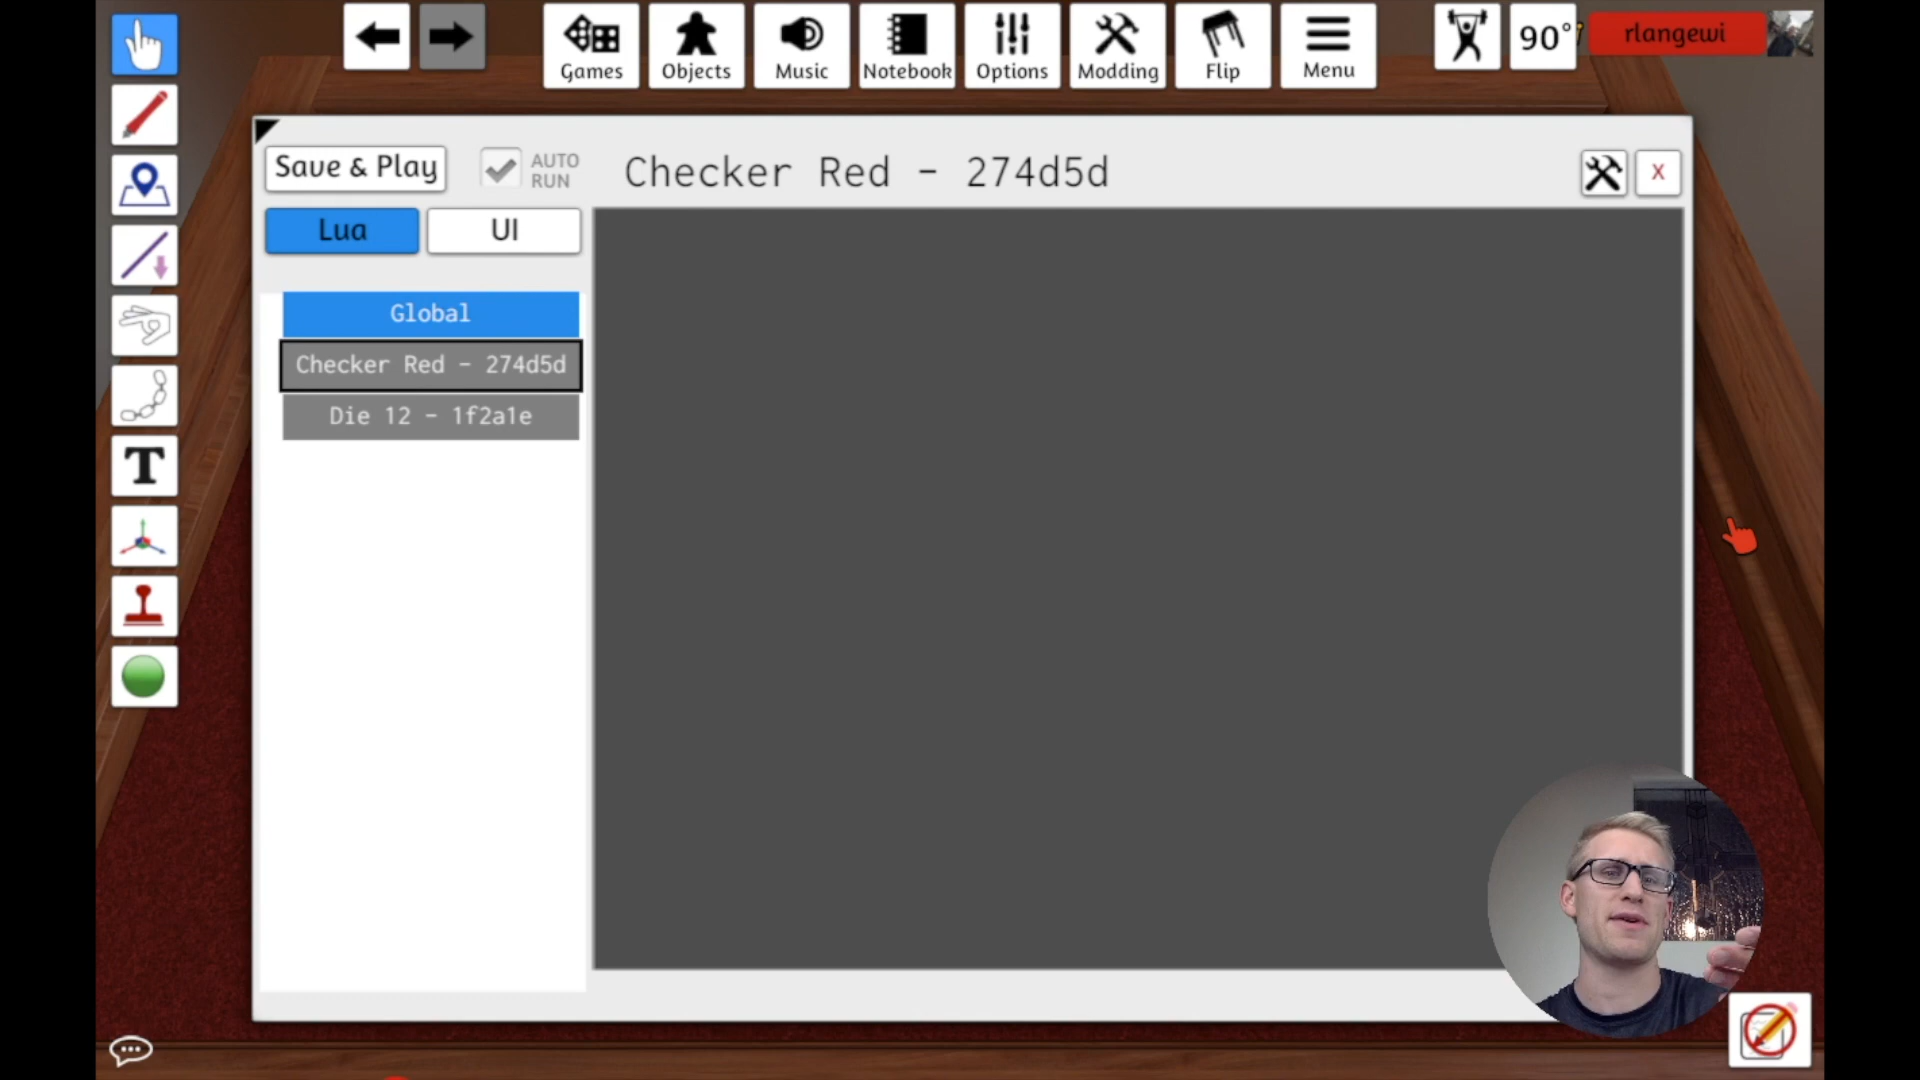 Games
Objects
Music
Notebook
Options
Modding
Flip
Menu
90°
rlangewi
Save & Play
AUTO
RUN
Checker Red - 274d5d
X
Lua
UI
Global
Checker Red - 274d5d
Die 12 - 1f2a1e
T